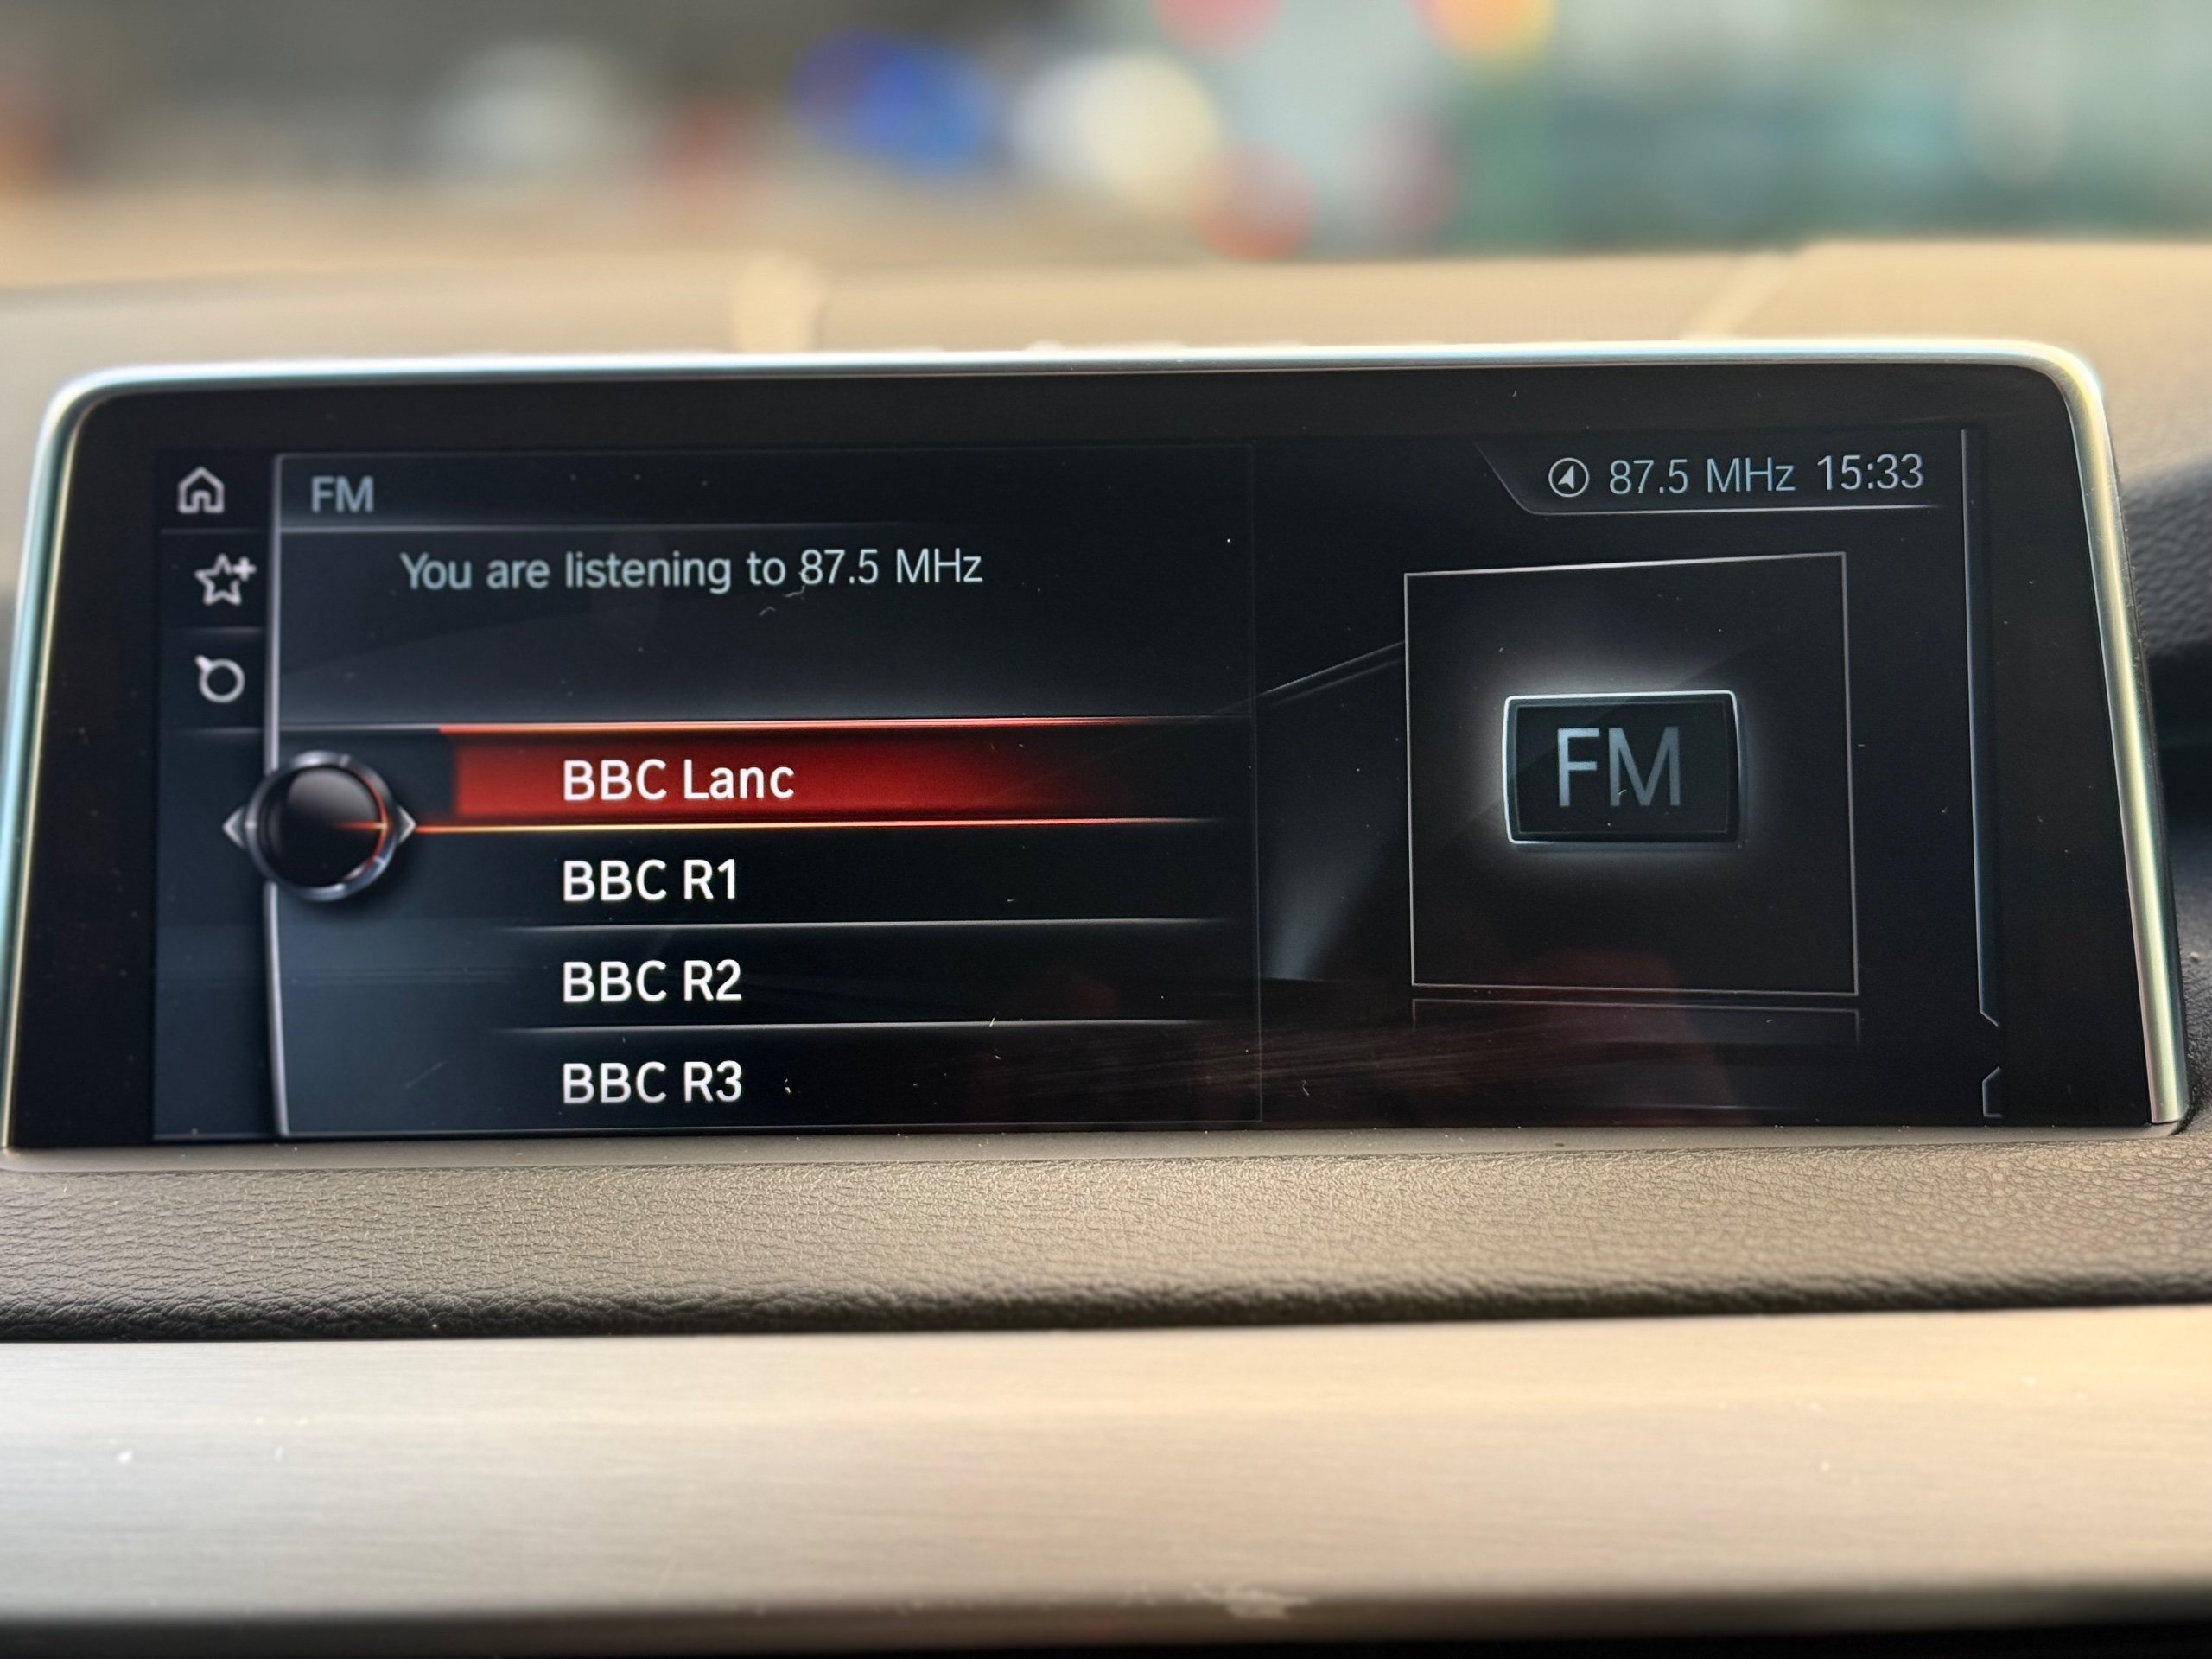 FM
87.5 MHz 15:33
You are listening to 87.5 MHz
BBC Lanc
BBC R1
BBC R2
BBC R3
FM